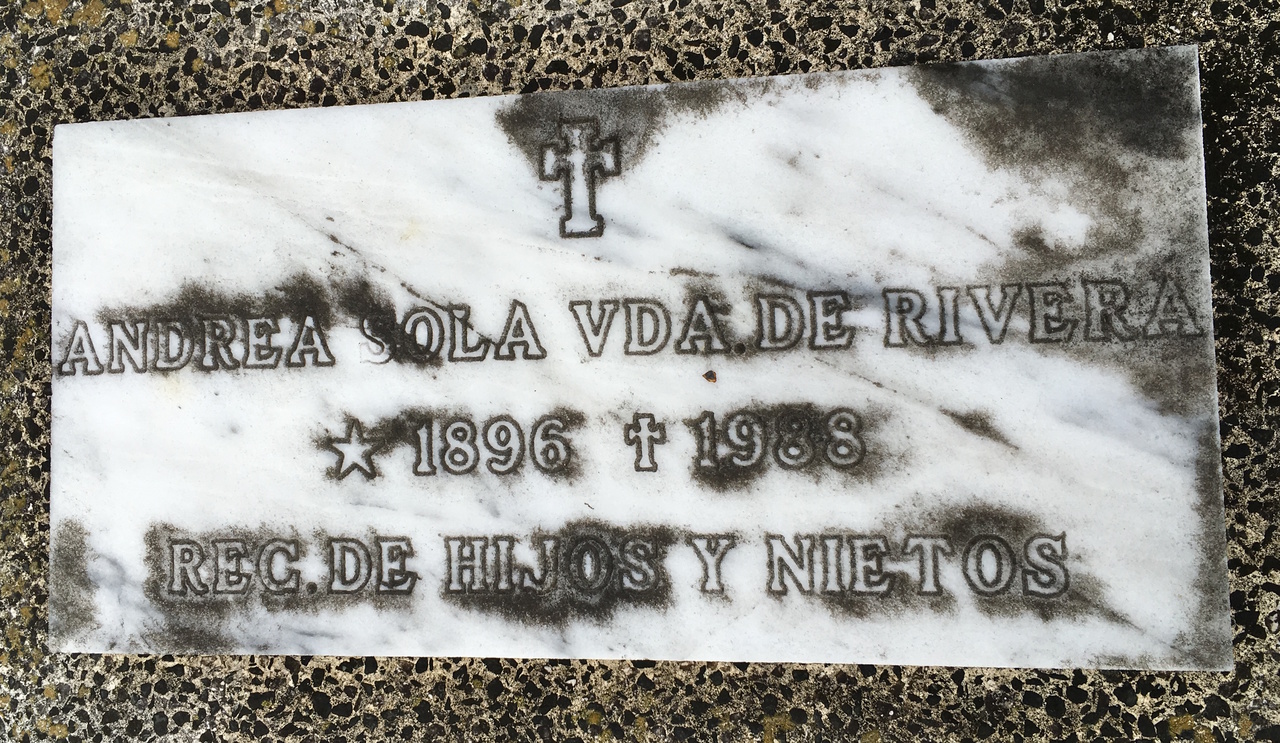 ANDREA SOLA VDA. DE RIVERA
☆ 1896 ✝ 1988
REC. DE HIJOS Y NIETOS